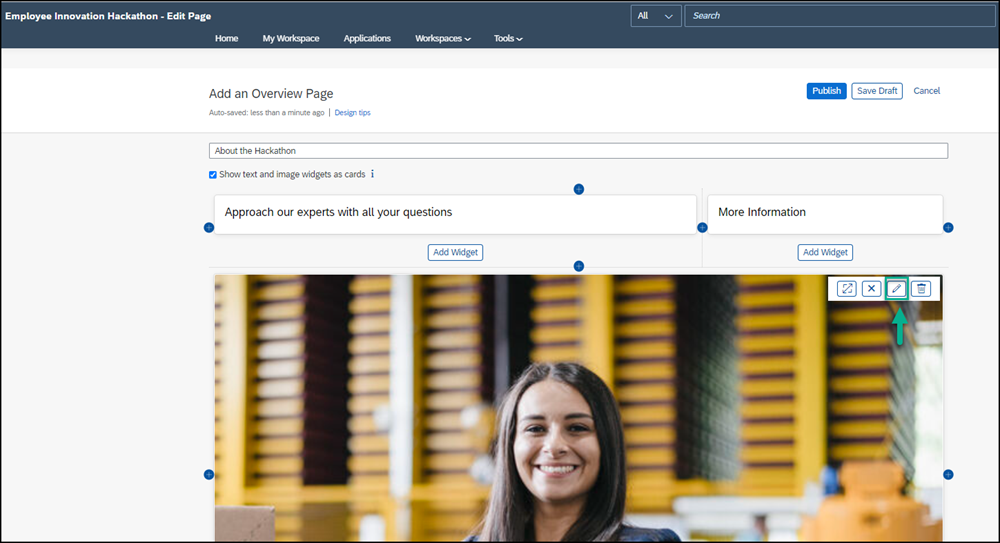 Employee Innovation Hackathon - Edit Page
All
Search
Home
My Workspace
Applications
Workspaces
Tools
Add an Overview Page
Publish
Save Draft
Cancel
Auto-saved: less than a minute ago | Design tips
About the Hackathon
Show text and image widgets as cards
Approach our experts with all your questions
More Information
Add Widget
Add Widget